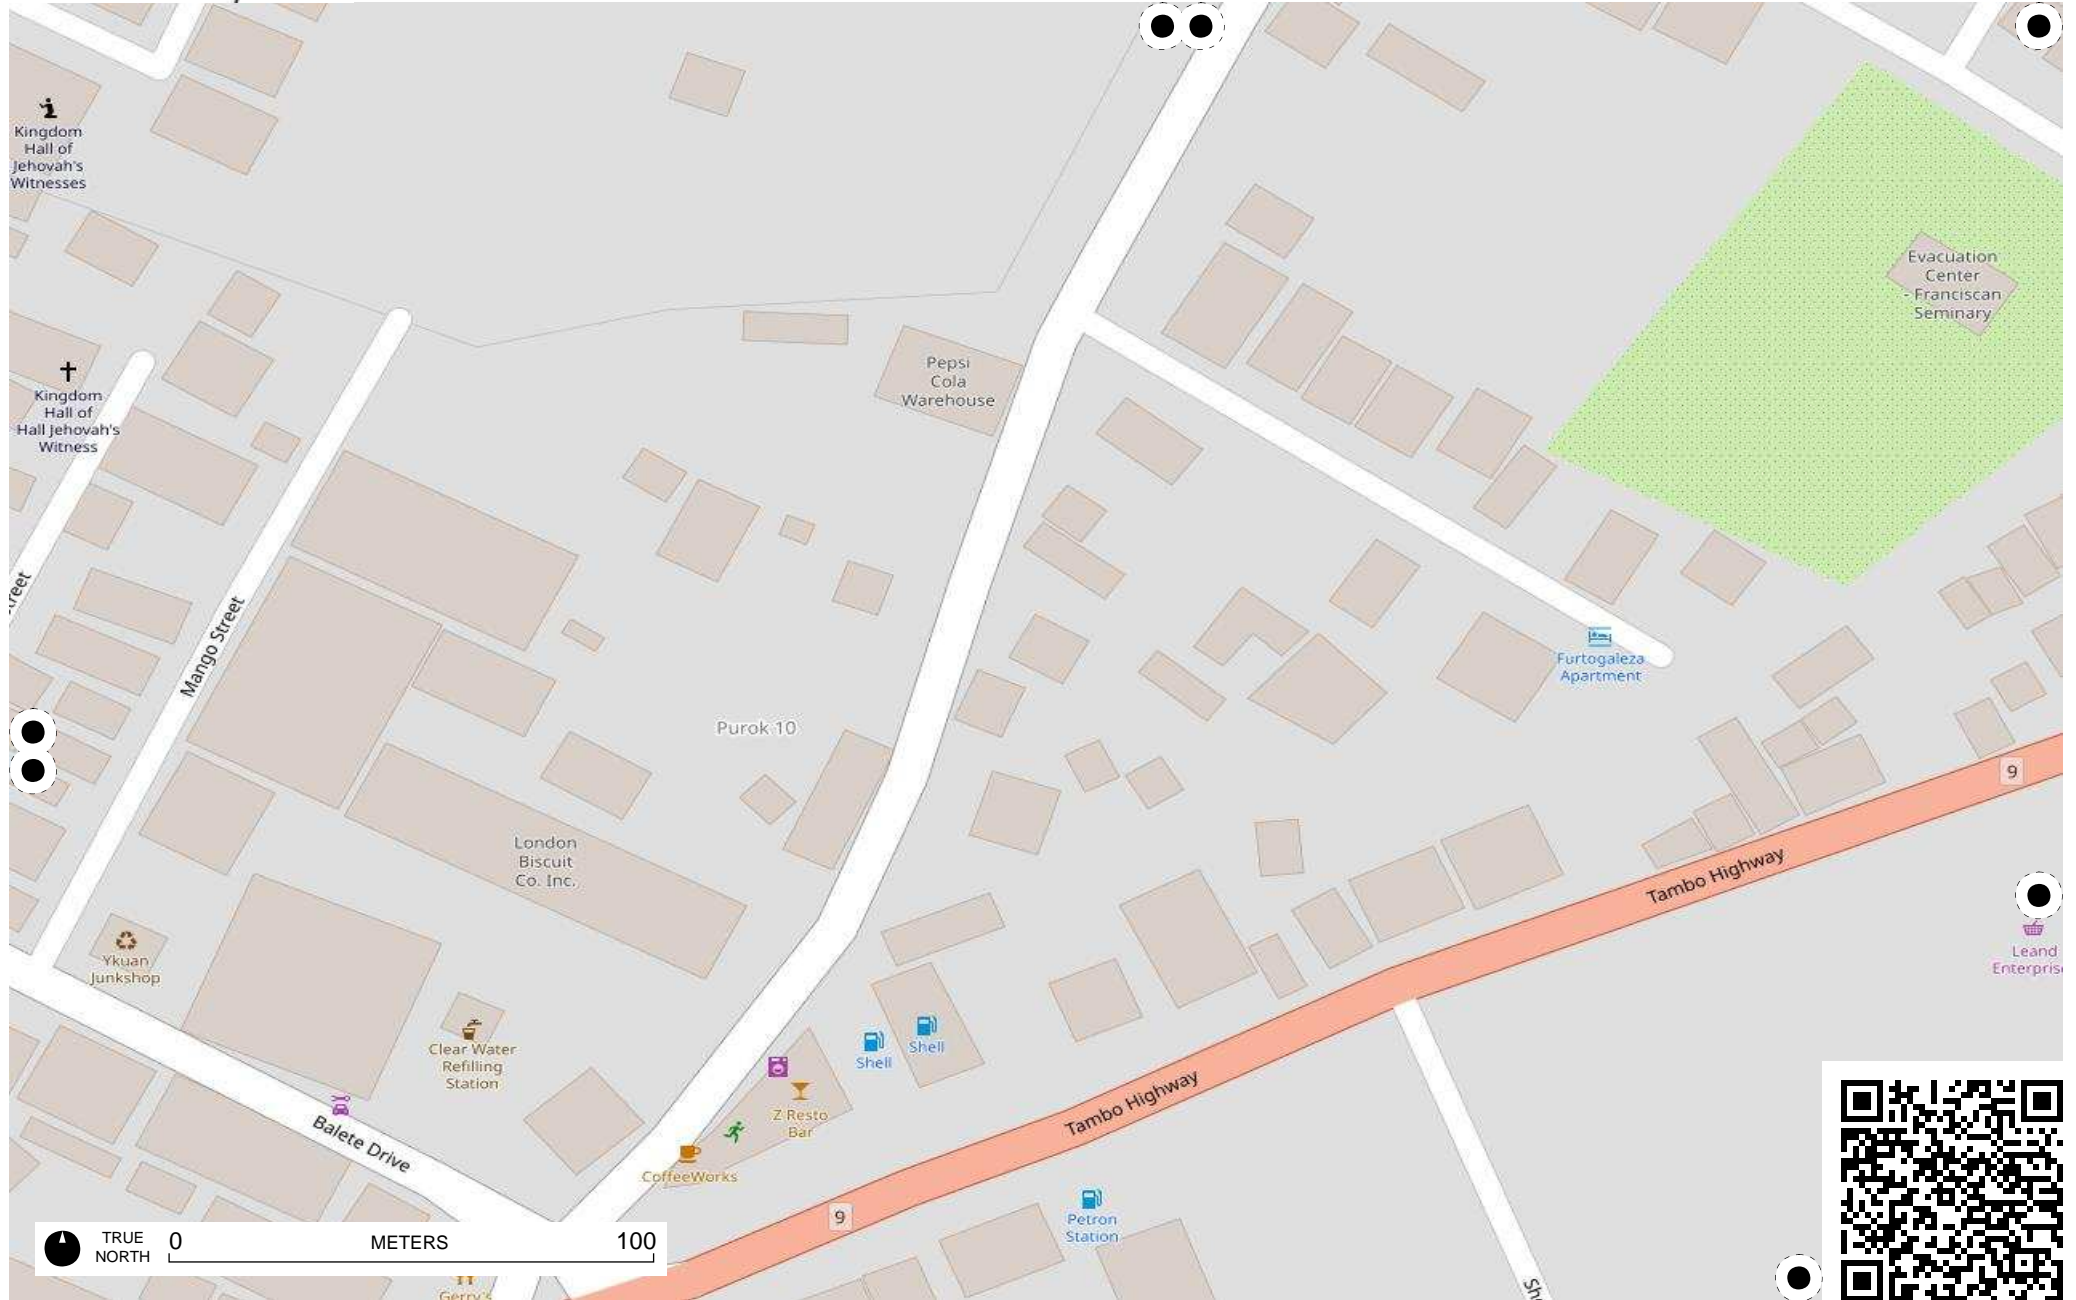 Kingdom
Hall of
Jehovah's
Witnesses
Evacuation
Center
- Franciscan
Seminary
Pepsi
Cola
Warehouse
Kingdom
Hall of
Hall Jehovah's
Witness
Mango Street
Furtogaleza
Apartment
Purok 10
9
London
Biscuit
Co. Inc.
Tambo Highway
Ykuan
Junkshop
Leand
Enterprise
Clear Water
Refilling
Station
Shell
Shell
Z Resto
Bar
Tambo Highway
Balete Drive
CoffeeWorks
9
Petron
Station
TRUE
NORTH
0 METERS 100
Gerry's